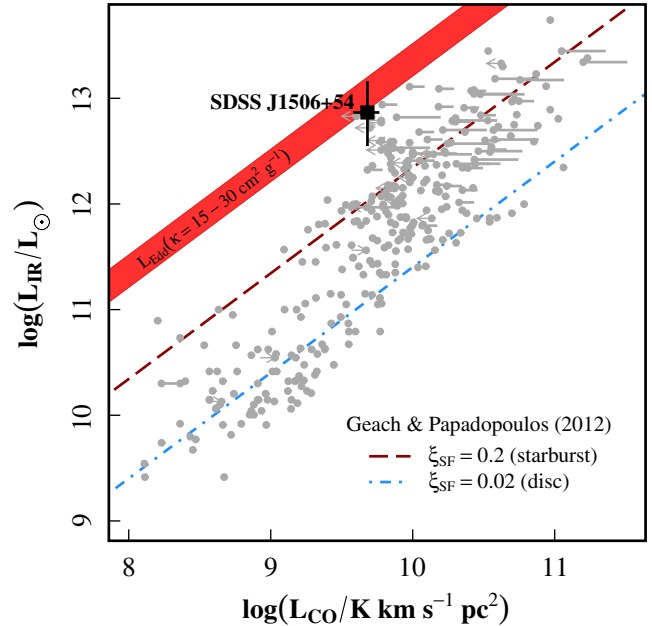 13
12
11
10
9
log(L_IR/L_⊙)
SDSS J1506+54
L_Edd(κ = 15 − 30 cm² g⁻¹)
Geach & Papadopoulos (2012)
ξ_SF = 0.2 (starburst)
ξ_SF = 0.02 (disc)
8 9 10 11
log(L_CO/K km s⁻¹ pc²)